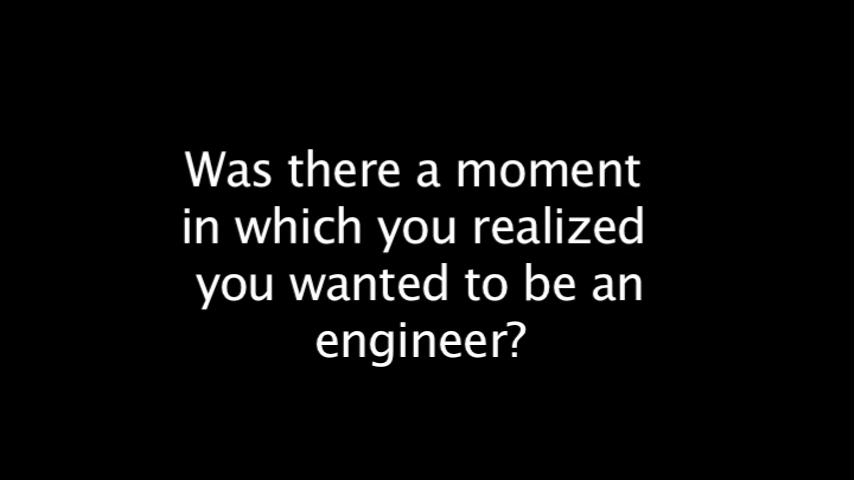 Was there a moment
in which you realized
you wanted to be an
engineer?